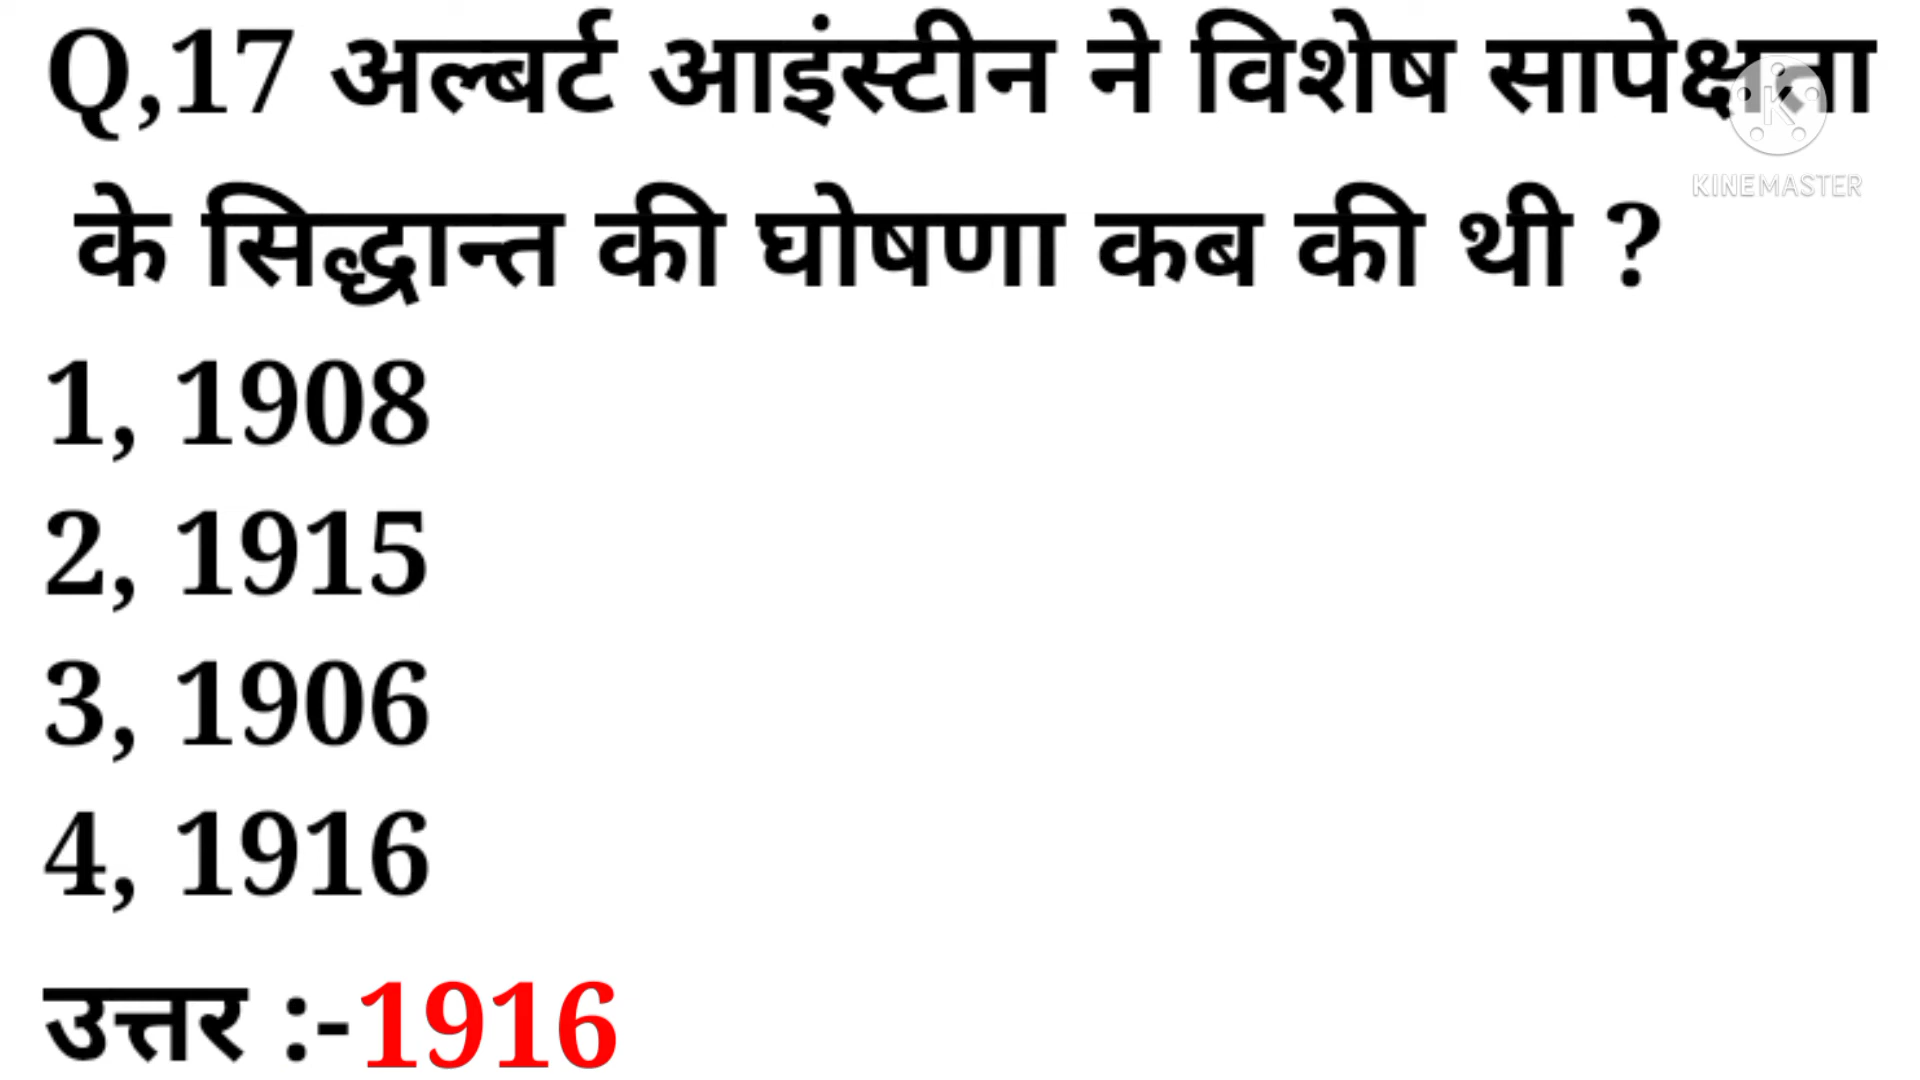 Q,17 अल्बर्ट आइंस्टीन ने विशेष सापेक्षता
के सिद्धान्त की घोषणा कब की थी ?
KINEMASTER
1, 1908
2, 1915
3, 1906
4, 1916
उत्तर :-1916